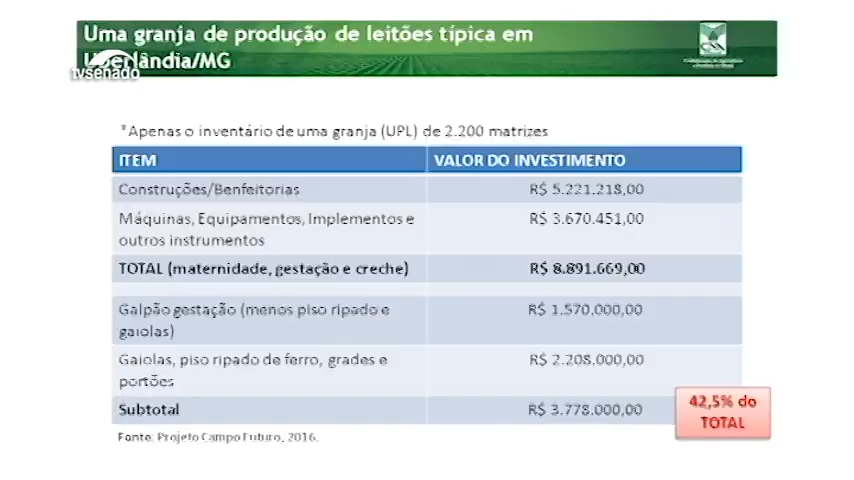 Uma granja de produção de leitões típica em
Uberlândia/MG
tvsenado
CNA
*Apenas o inventário de uma granja (UPL) de 2.200 matrizes
ITEM VALOR DO INVESTIMENTO
Construções/Benfeitorias R$ 5.221.218,00
Máquinas, Equipamentos, Implementos e R$ 3.670.451,00
outros instrumentos
TOTAL (maternidade, gestação e creche) R$ 8.891.669,00
Galpão gestação (menos piso ripado e R$ 1.570.000,00
gaiolas)
Gaiolas, piso ripado de ferro, grades e R$ 2.208.000,00
portões
Subtotal R$ 3.778.000,00
42,5% do
TOTAL
Fonte: Projeto Campo Futuro, 2016.